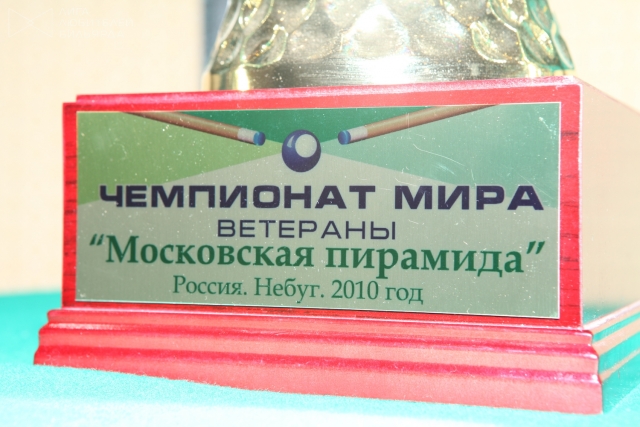 ЧЕМПИОНАТ МИРА
ВЕТЕРАНЫ
“Московская пирамида”
Россия. Небуг. 2010 год